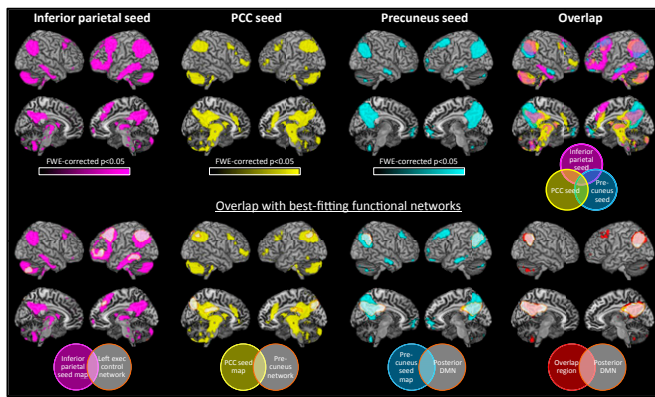 Inferior parietal seed
PCC seed
Precuneus seed
Overlap
FWE-corrected p<0.05
FWE-corrected p<0.05
FWE-corrected p<0.05
Inferior
parietal
seed
PCC seed
Pre-
cuneus
seed
Overlap with best-fitting functional networks
Inferior
parietal
seed map
Left exec
control
network
PCC seed
map
Pre-
cuneus
network
Pre-
cuneus
seed map
Posterior
DMN
Overlap
region
Posterior
DMN